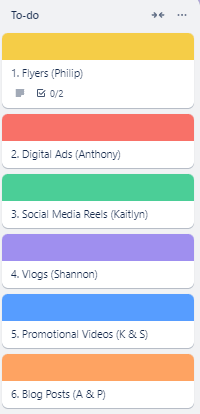 To-do
1. Flyers (Philip)
0/2
2. Digital Ads (Anthony)
3. Social Media Reels (Kaitlyn)
4. Vlogs (Shannon)
5. Promotional Videos (K & S)
6. Blog Posts (A & P)